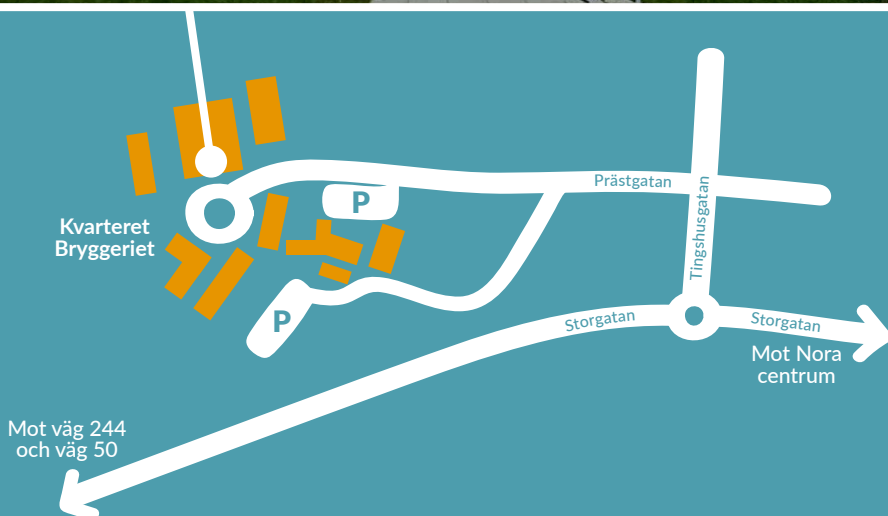 Prästgatan
P
Tingshusgatan
Kvarteret
Bryggeriet
P
Storgatan
Storgatan
Mot Nora
centrum
Mot väg 244
och väg 50